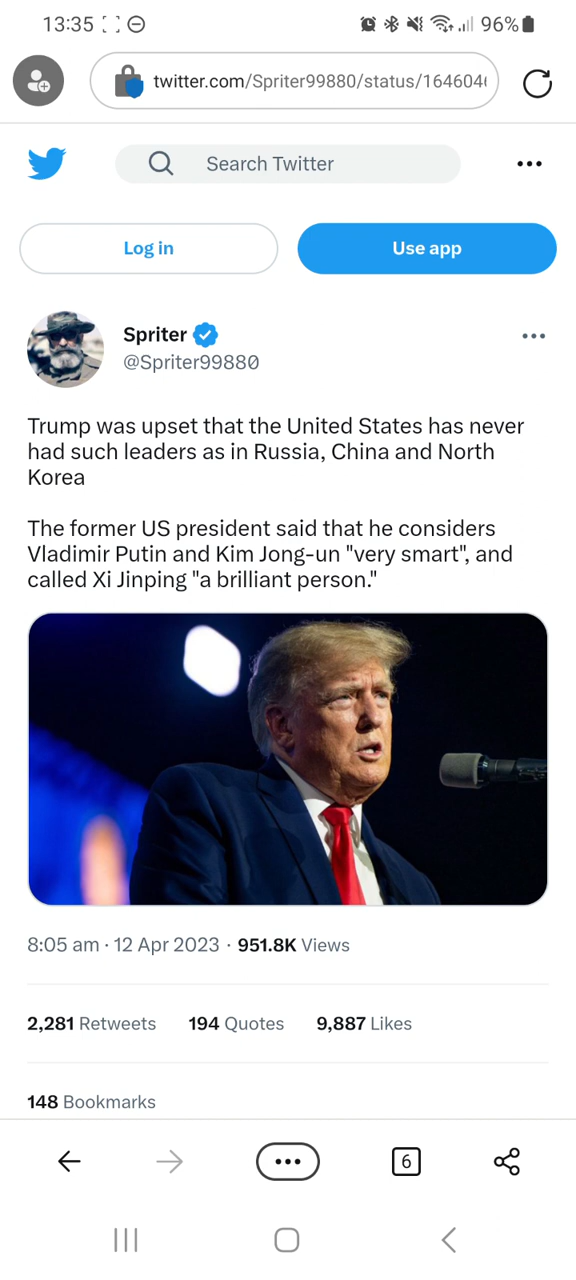 13:35 96%
twitter.com/Spriter99880/status/164604
Search Twitter
Log in Use app
Spriter
@Spriter99880
Trump was upset that the United States has never
had such leaders as in Russia, China and North
Korea
The former US president said that he considers
Vladimir Putin and Kim Jong-un "very smart", and
called Xi Jinping "a brilliant person."
8:05 am · 12 Apr 2023 · 951.8K Views
2,281 Retweets 194 Quotes 9,887 Likes
148 Bookmarks
6